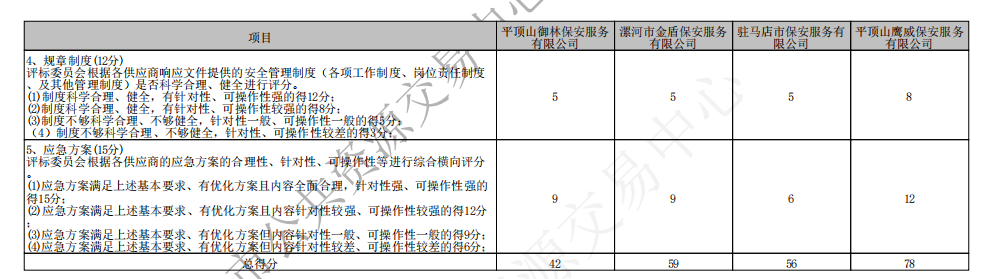 项目
平顶山御林保安服务有限公司
漯河市金盾保安服务有限公司
驻马店市保安服务有限公司
平顶山鹰威保安服务有限公司
4、规章制度(12分)
评标委员会根据各供应商响应文件提供的安全管理制度（各项工作制度、岗位责任制度
、及其他管理制度）是否科学合理、健全进行评分。
(1)制度科学合理、健全，有针对性、可操作性强的得12分；
(2)制度科学合理、健全，有针对性、可操作性较强的得8分；
(3)制度不够科学合理、不够健全，针对性一般、可操作性一般的得5分；
（4）制度不够科学合理、不够健全，针对性、可操作性较差的得3分；
5 5 5 8
5、应急方案(15分)
评标委员会根据各供应商的应急方案的合理性、针对性、可操作性等进行综合横向评分
。
(1)应急方案满足上述基本要求、有优化方案且内容全面合理，针对性强、可操作性强的
得15分；
(2)应急方案满足上述基本要求、有优化方案且内容针对性较强、可操作性较强的得12分
；
(3)应急方案满足上述基本要求、有优化方案但内容针对性一般、可操作性一般的得9分；
(4)应急方案满足上述基本要求、有优化方案但内容针对性较差、可操作性较差的得6分；
9 9 6 12
总得分 42 59 56 78
市公共资源交易中心
源交易中心